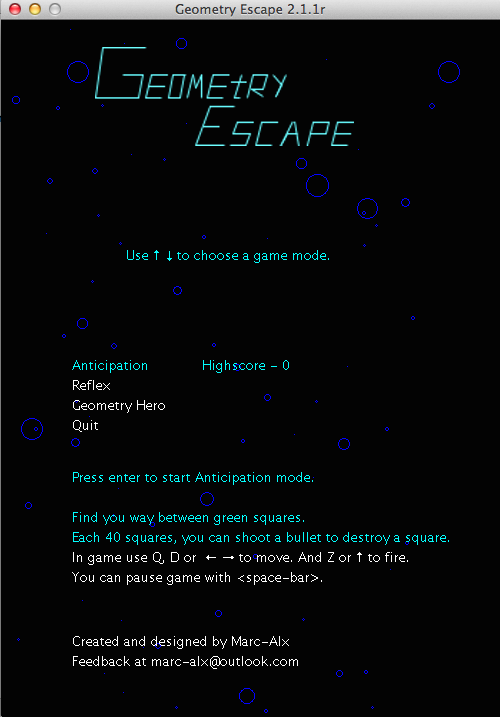 Geometry Escape 2.1.1r
GEOMETRY
ESCAPE
Use ↑ ↓ to choose a game mode.
Anticipation Highscore - 0
Reflex
Geometry Hero
Quit
Press enter to start Anticipation mode.
Find you way between green squares.
Each 40 squares, you can shoot a bullet to destroy a square.
In game use Q, D or ← → to move. And Z or ↑ to fire.
You can pause game with <space-bar>.
Created and designed by Marc-Alx
Feedback at marc-alx@outlook.com